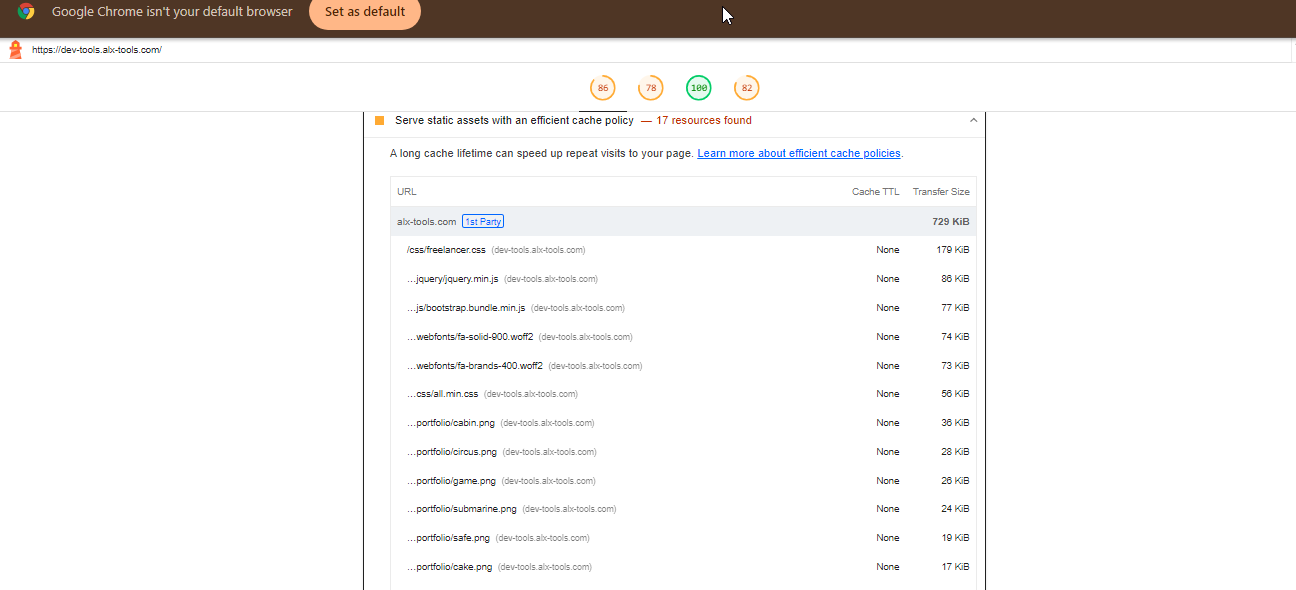 Google Chrome isn't your default browser Set as default
https://dev-tools.alx-tools.com/
86 78 100 82
Serve static assets with an efficient cache policy — 17 resources found
A long cache lifetime can speed up repeat visits to your page. Learn more about efficient cache policies.
URL Cache TTL Transfer Size
alx-tools.com 1st Party 729 KiB
/css/freelancer.css (dev-tools.alx-tools.com) None 179 KiB
…jquery/jquery.min.js (dev-tools.alx-tools.com) None 86 KiB
…js/bootstrap.bundle.min.js (dev-tools.alx-tools.com) None 77 KiB
…webfonts/fa-solid-900.woff2 (dev-tools.alx-tools.com) None 74 KiB
…webfonts/fa-brands-400.woff2 (dev-tools.alx-tools.com) None 73 KiB
…css/all.min.css (dev-tools.alx-tools.com) None 56 KiB
…portfolio/cabin.png (dev-tools.alx-tools.com) None 36 KiB
…portfolio/circus.png (dev-tools.alx-tools.com) None 28 KiB
…portfolio/game.png (dev-tools.alx-tools.com) None 26 KiB
…portfolio/submarine.png (dev-tools.alx-tools.com) None 24 KiB
…portfolio/safe.png (dev-tools.alx-tools.com) None 19 KiB
…portfolio/cake.png (dev-tools.alx-tools.com) None 17 KiB